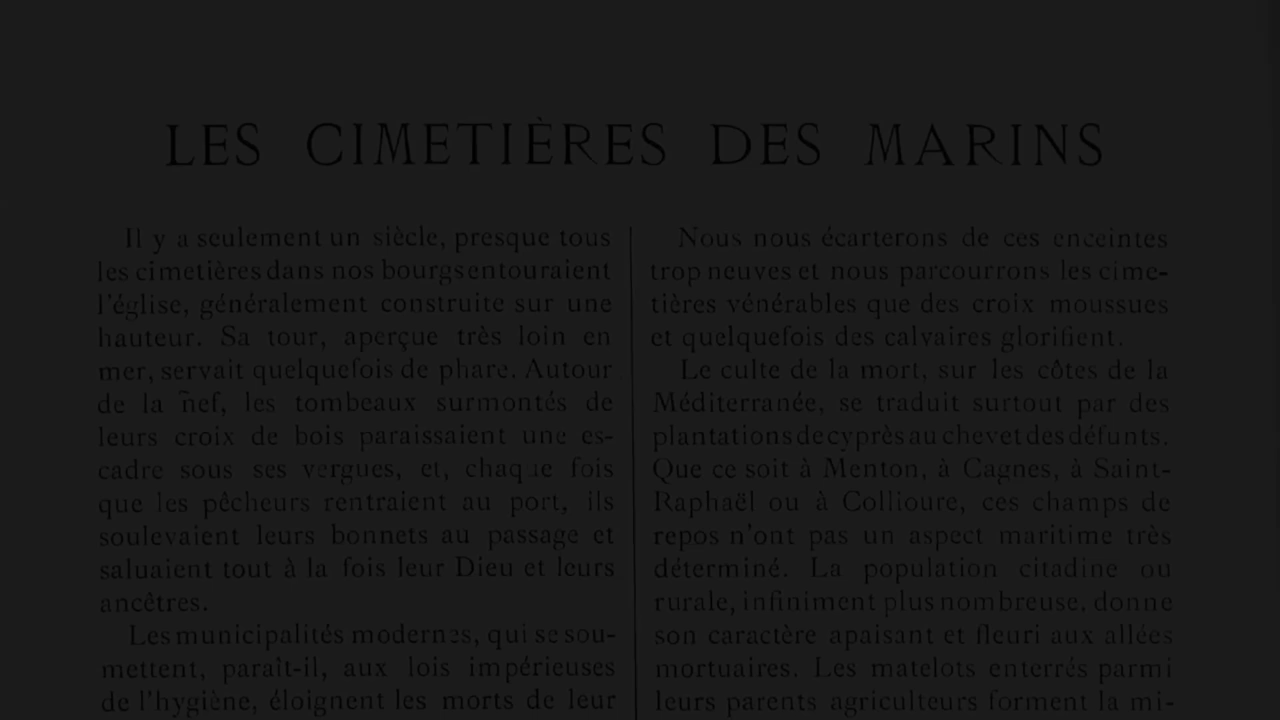 LES CIMETIÈRES DES MARINS
Il y a seulement un siècle, presque tous
les cimetières dans nos bourgs entouraient
l'église, généralement construite sur une
hauteur. Sa tour, aperçue très loin en
mer, servait quelquefois de phare. Autour
de la nef, les tombeaux surmontés de
leurs croix de bois paraissaient une es-
cadre sous ses vergues, et, chaque fois
que les pêcheurs rentraient au port, ils
soulevaient leurs bonnets au passage et
saluaient tout à la fois leur Dieu et leurs
ancêtres.
Les municipalités modernes, qui se sou-
mettent, paraît-il, aux lois impérieuses
de l'hygiène, éloignent les morts de leur
Nous nous écarterons de ces enceintes
trop neuves et nous parcourrons les cime-
tières vénérables que des croix moussues
et quelquefois des calvaires glorifient.
Le culte de la mort, sur les côtes de la
Méditerranée, se traduit surtout par des
plantations de cyprès au chevet des défunts.
Que ce soit à Menton, à Cagnes, à Saint-
Raphaël ou à Collioure, ces champs de
repos n'ont pas un aspect maritime très
déterminé. La population citadine ou
rurale, infiniment plus nombreuse, donne
son caractère apaisant et fleuri aux allées
mortuaires. Les matelots enterrés parmi
leurs parents agriculteurs forment la mi-